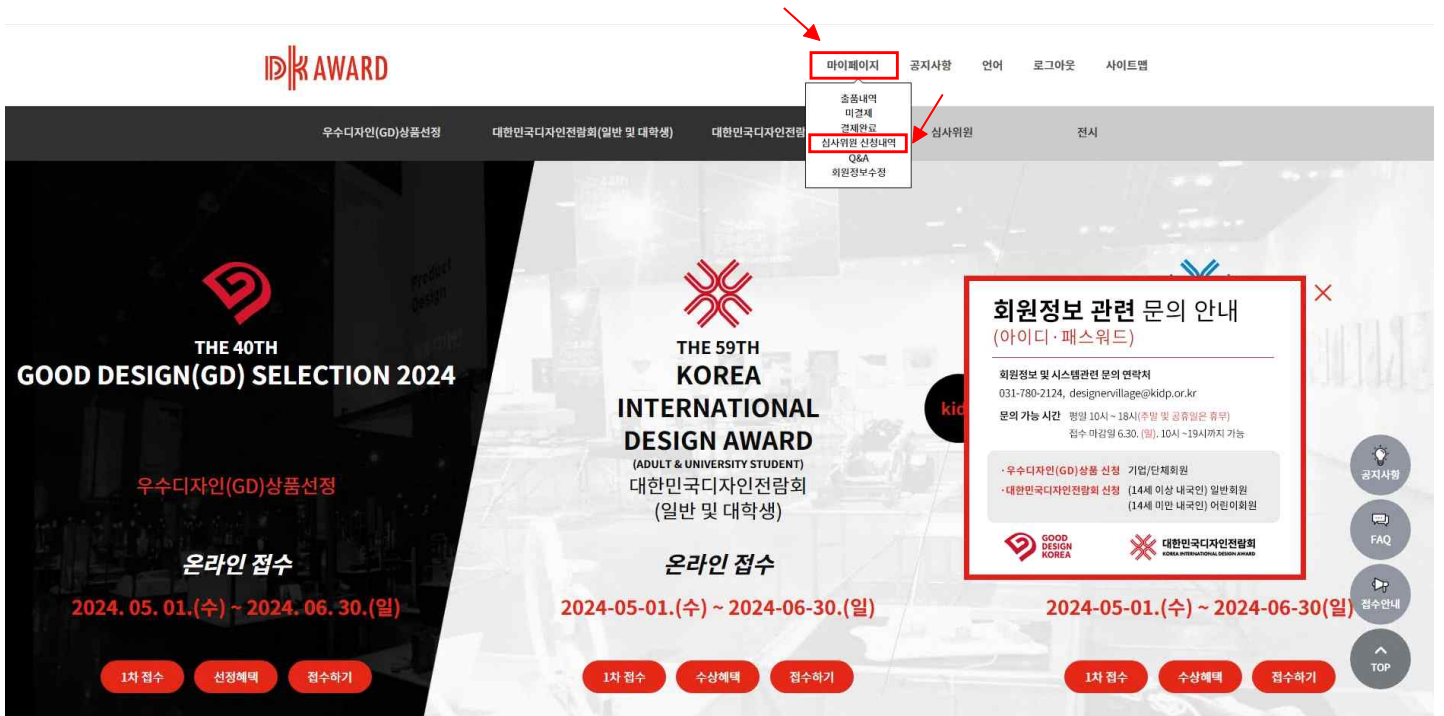 DK AWARD
마이페이지
공지사항
언어
로그아웃
사이트맵
출품내역
미결제
결제완료
심사위원 신청내역
Q&A
회원정보수정
우수디자인(GD)상품선정
대한민국디자인전람회(일반 및 대학생)
대한민국디자인전람
심사위원
전시
Product
Design
THE 40TH
GOOD DESIGN(GD) SELECTION 2024
우수디자인(GD)상품선정
온라인 접수
2024. 05. 01.(수) ~ 2024. 06. 30.(일)
1차 접수
선정혜택
접수하기
THE 59TH
KOREA
INTERNATIONAL
DESIGN AWARD
(ADULT & UNIVERSITY STUDENT)
대한민국디자인전람회
(일반 및 대학생)
온라인 접수
2024-05-01.(수) ~ 2024-06-30.(일)
1차 접수
수상혜택
접수하기
kid
회원정보 관련 문의 안내
(아이디·패스워드)
회원정보 및 시스템관련 문의 연락처
031-780-2124, designervillage@kidp.or.kr
문의 가능 시간 평일 10시 ~ 18시(주말 및 공휴일은 휴무)
접수 마감일 6.30. (일). 10시 ~19시까지 가능
·우수디자인(GD)상품 신청 기업/단체회원
·대한민국디자인전람회 신청 (14세 이상 내국인) 일반회원
(14세 미만 내국인) 어린이회원
GOOD
DESIGN
KOREA
대한민국디자인전람회
KOREA INTERNATIONAL DESIGN AWARD
2024-05-01.(수) ~ 2024-06-30(일)
1차 접수
수상혜택
접수하기
공지사항
FAQ
접수안내
TOP